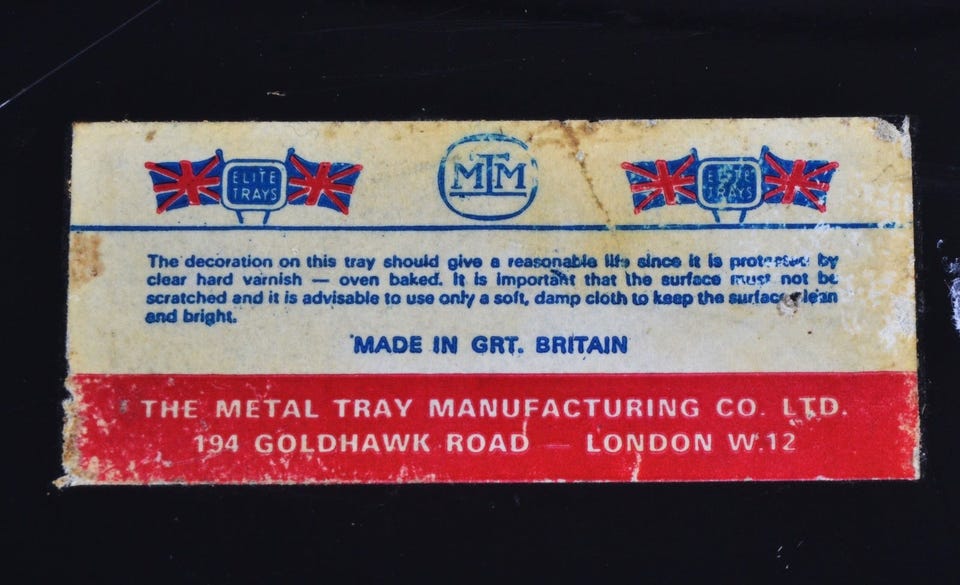 ELITE TRAYS
MTM
ELITE TRAYS
The decoration on this tray should give a reasonable life since it is protected by
clear hard varnish — oven baked. It is important that the surface must not be
scratched and it is advisable to use only a soft, damp cloth to keep the surface clean
and bright.
MADE IN GRT. BRITAIN
THE METAL TRAY MANUFACTURING CO. LTD.
194 GOLDHAWK ROAD — LONDON W.12